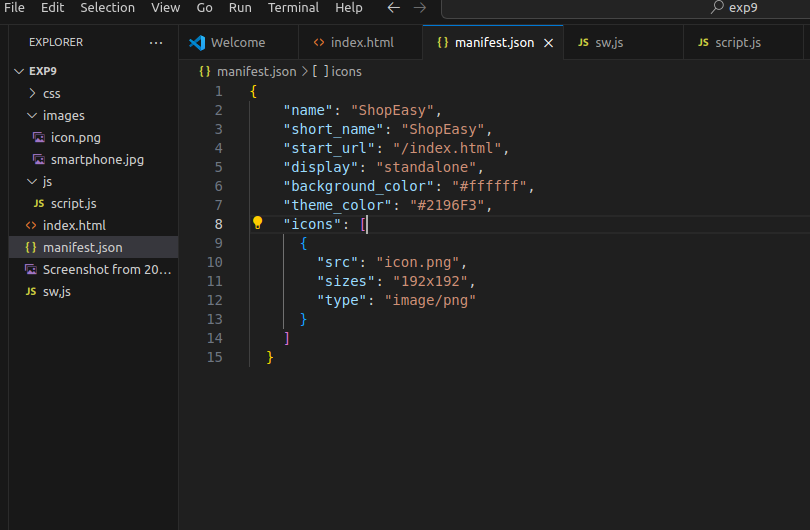 File Edit Selection View Go Run Terminal Help ← → exp9
EXPLORER ···
Welcome
<> index.html
{} manifest.json ×
JS sw,js
JS script.js
EXP9
css
images
icon.png
smartphone.jpg
js
JS script.js
index.html
{} manifest.json
Screenshot from 20...
JS sw,js
{} manifest.json > [ ] icons
1 {
2 "name": "ShopEasy",
3 "short_name": "ShopEasy",
4 "start_url": "/index.html",
5 "display": "standalone",
6 "background_color": "#ffffff",
7 "theme_color": "#2196F3",
8 "icons": [
9 {
10 "src": "icon.png",
11 "sizes": "192x192",
12 "type": "image/png"
13 }
14 ]
15 }